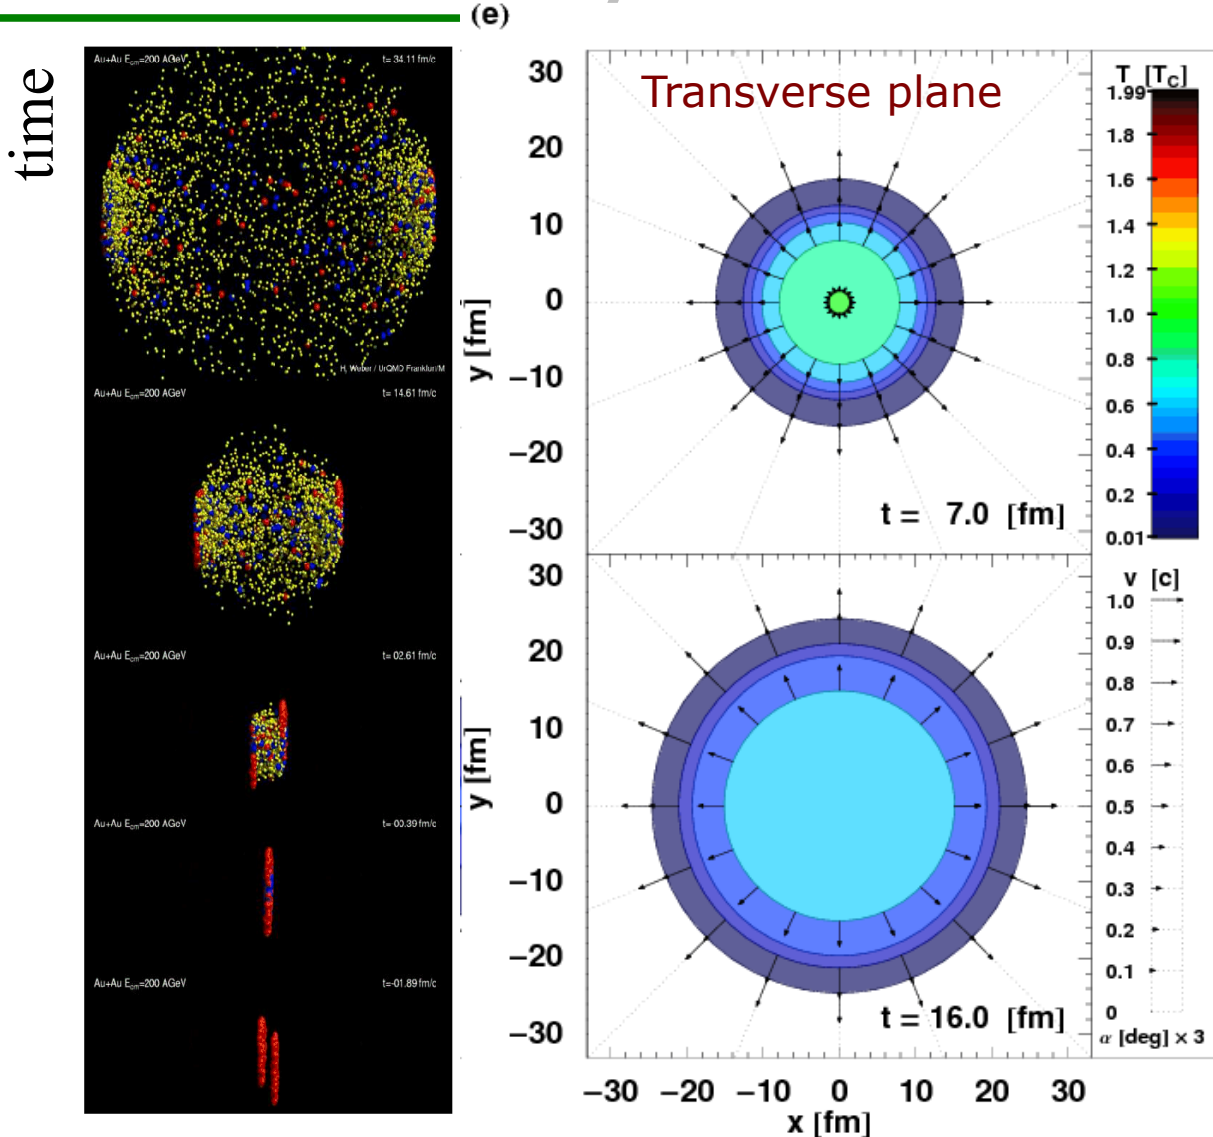 time
Au+Au E_cm=200 AGeV
t= 34.11 fm/c
H. Weber / UrQMD Frankfurt/M
Au+Au E_cm=200 AGeV
t= 14.61 fm/c
Au+Au E_cm=200 AGeV
t= 02.61 fm/c
Au+Au E_cm=200 AGeV
t= 00.39 fm/c
Au+Au E_cm=200 AGeV
t=-01.89 fm/c
(e)
Transverse plane
30
20
10
0
−10
−20
−30
y [fm]
t = 7.0 [fm]
30
20
10
0
−10
−20
−30
y [fm]
t = 16.0 [fm]
−30 −20 −10 0 10 20 30
x [fm]
T [T_C]
1.99
1.8
1.6
1.4
1.2
1.0
0.8
0.6
0.4
0.2
0.01
v [c]
1.0
0.9
0.8
0.7
0.6
0.5
0.4
0.3
0.2
0.1
0
α [deg] × 3